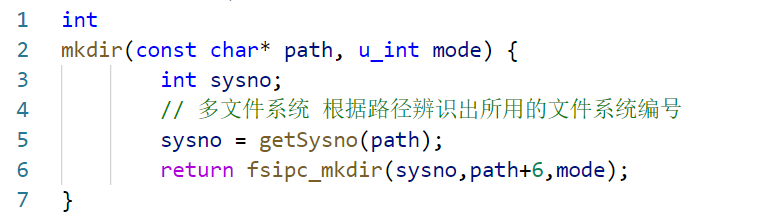 1 int
2 mkdir(const char* path, u_int mode) {
3 int sysno;
4 // 多文件系统 根据路径辨识出所用的文件系统编号
5 sysno = getSysno(path);
6 return fsipc_mkdir(sysno,path+6,mode);
7 }